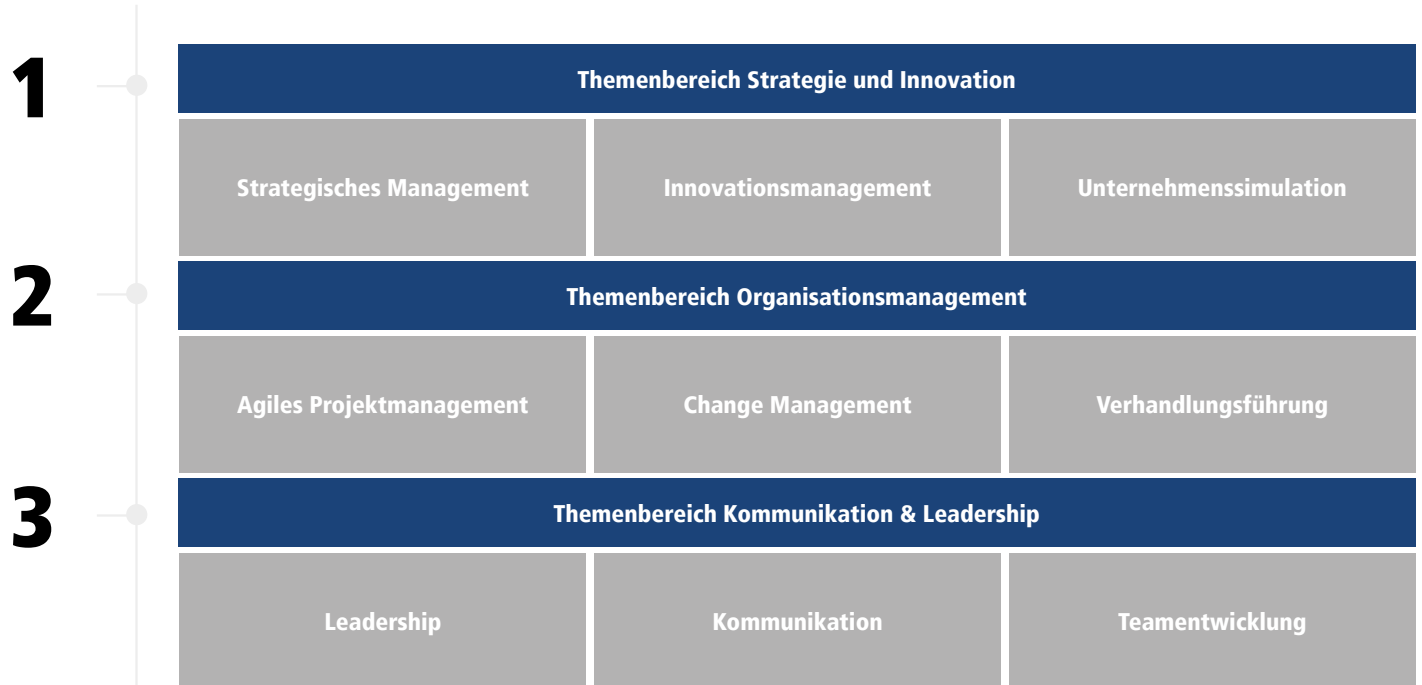 1
Themenbereich Strategie und Innovation
Strategisches Management
Innovationsmanagement
Unternehmenssimulation
2
Themenbereich Organisationsmanagement
Agiles Projektmanagement
Change Management
Verhandlungsführung
3
Themenbereich Kommunikation & Leadership
Leadership
Kommunikation
Teamentwicklung